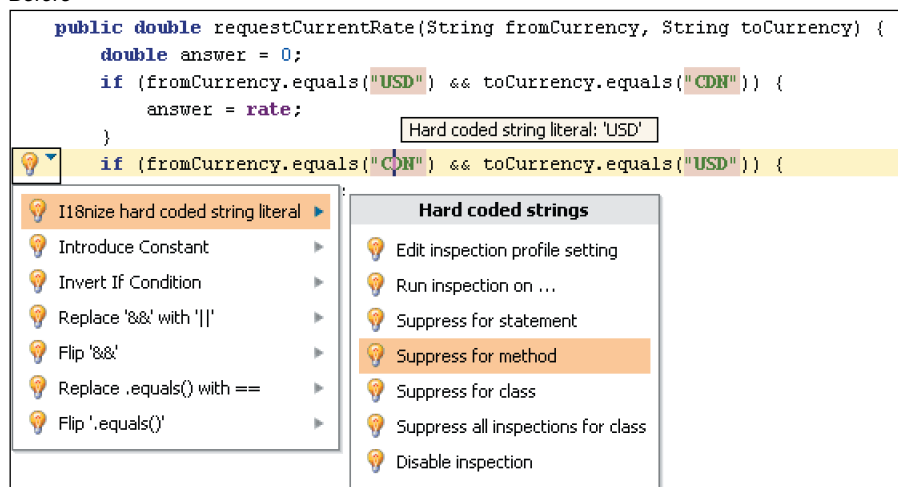 Before
public double requestCurrentRate(String fromCurrency, String toCurrency) {
double answer = 0;
if (fromCurrency.equals("USD") && toCurrency.equals("CDN")) {
answer = rate;
}
Hard coded string literal: 'USD'
if (fromCurrency.equals("CDN") && toCurrency.equals("USD")) {
I18nize hard coded string literal
Introduce Constant
Invert If Condition
Replace '&&' with '||'
Flip '&&'
Replace .equals() with ==
Flip '.equals()'
Hard coded strings
Edit inspection profile setting
Run inspection on ...
Suppress for statement
Suppress for method
Suppress for class
Suppress all inspections for class
Disable inspection